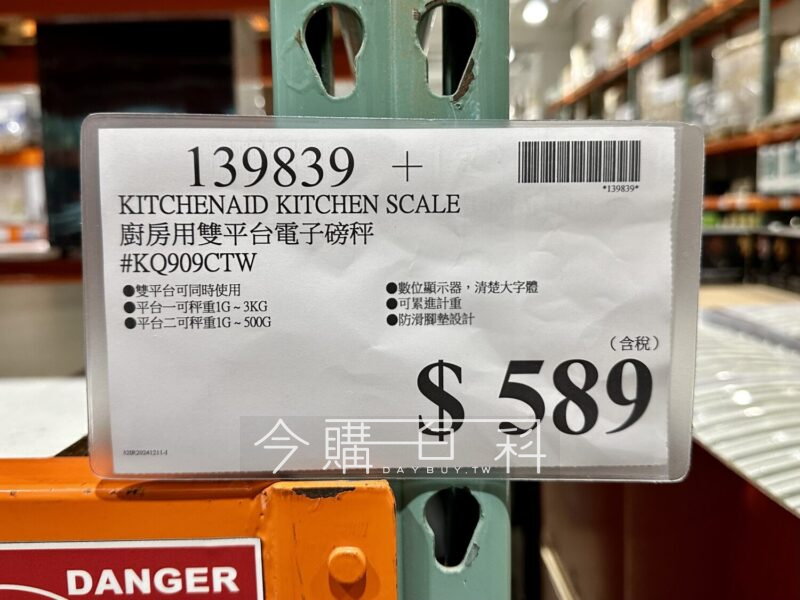 139839 +
*139839*
KITCHENAID KITCHEN SCALE
廚房用雙平台電子磅秤
#KQ909CTW
●雙平台可同時使用
●平台一可秤重1G~3KG
●平台二可秤重1G~500G
●數位顯示器，清楚大字體
●可累進計重
●防滑腳墊設計
（含稅）
$ 589
今購百科
DAYBUY.TW
DANGER